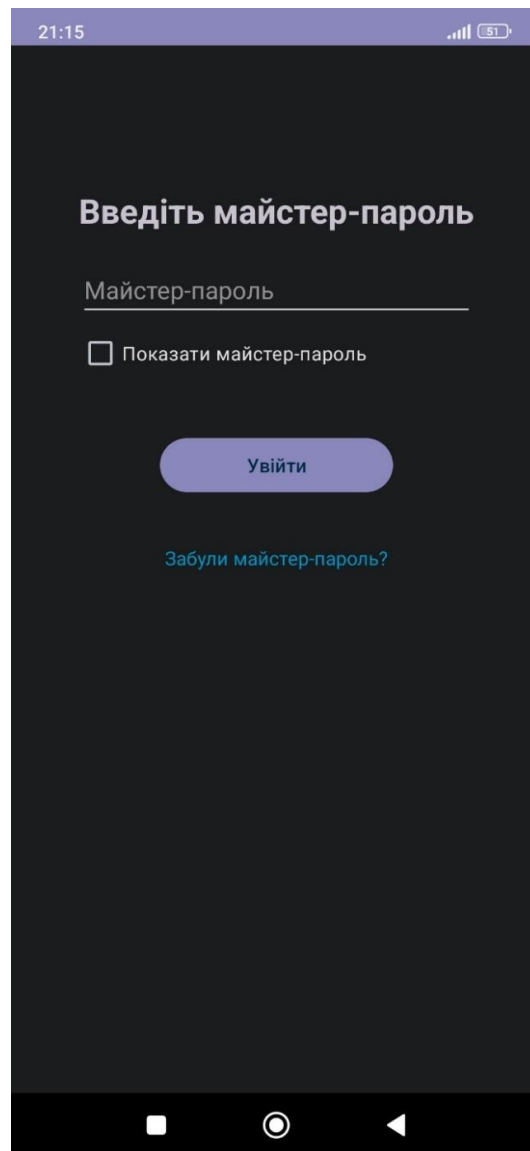 21:15
51
Введіть майстер-пароль
Майстер-пароль
Показати майстер-пароль
Увійти
Забули майстер-пароль?